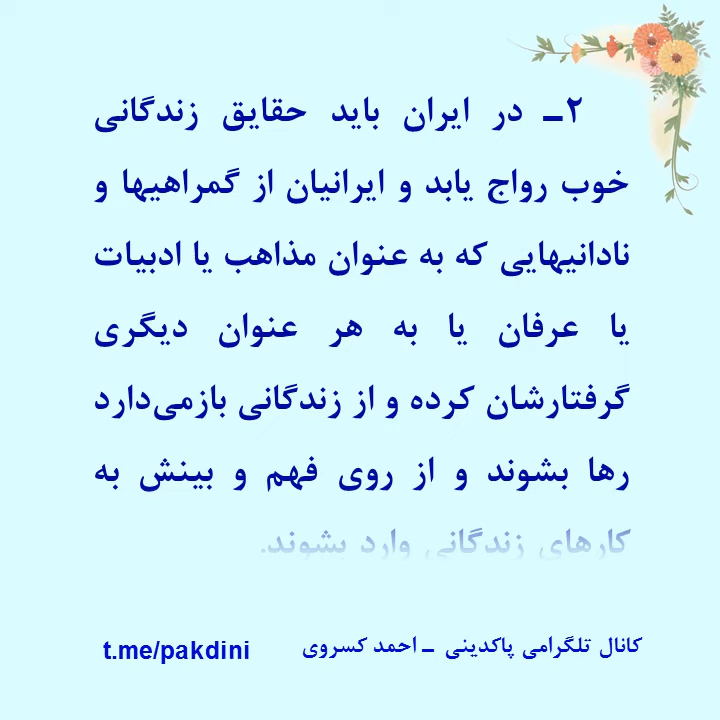 ۲ـ در ایران باید حقایق زندگانی
خوب رواج یابد و ایرانیان از گمراهیها و
نادانیهایی که به عنوان مذاهب یا ادبیات
یا عرفان یا به هر عنوان دیگری
گرفتارشان کرده و از زندگانی بازمی‌دارد
رها بشوند و از روی فهم و بینش به
کارهای زندگانی وارد بشوند.
کانال تلگرامی پاکدینی ـ احمد کسروی t.me/pakdini